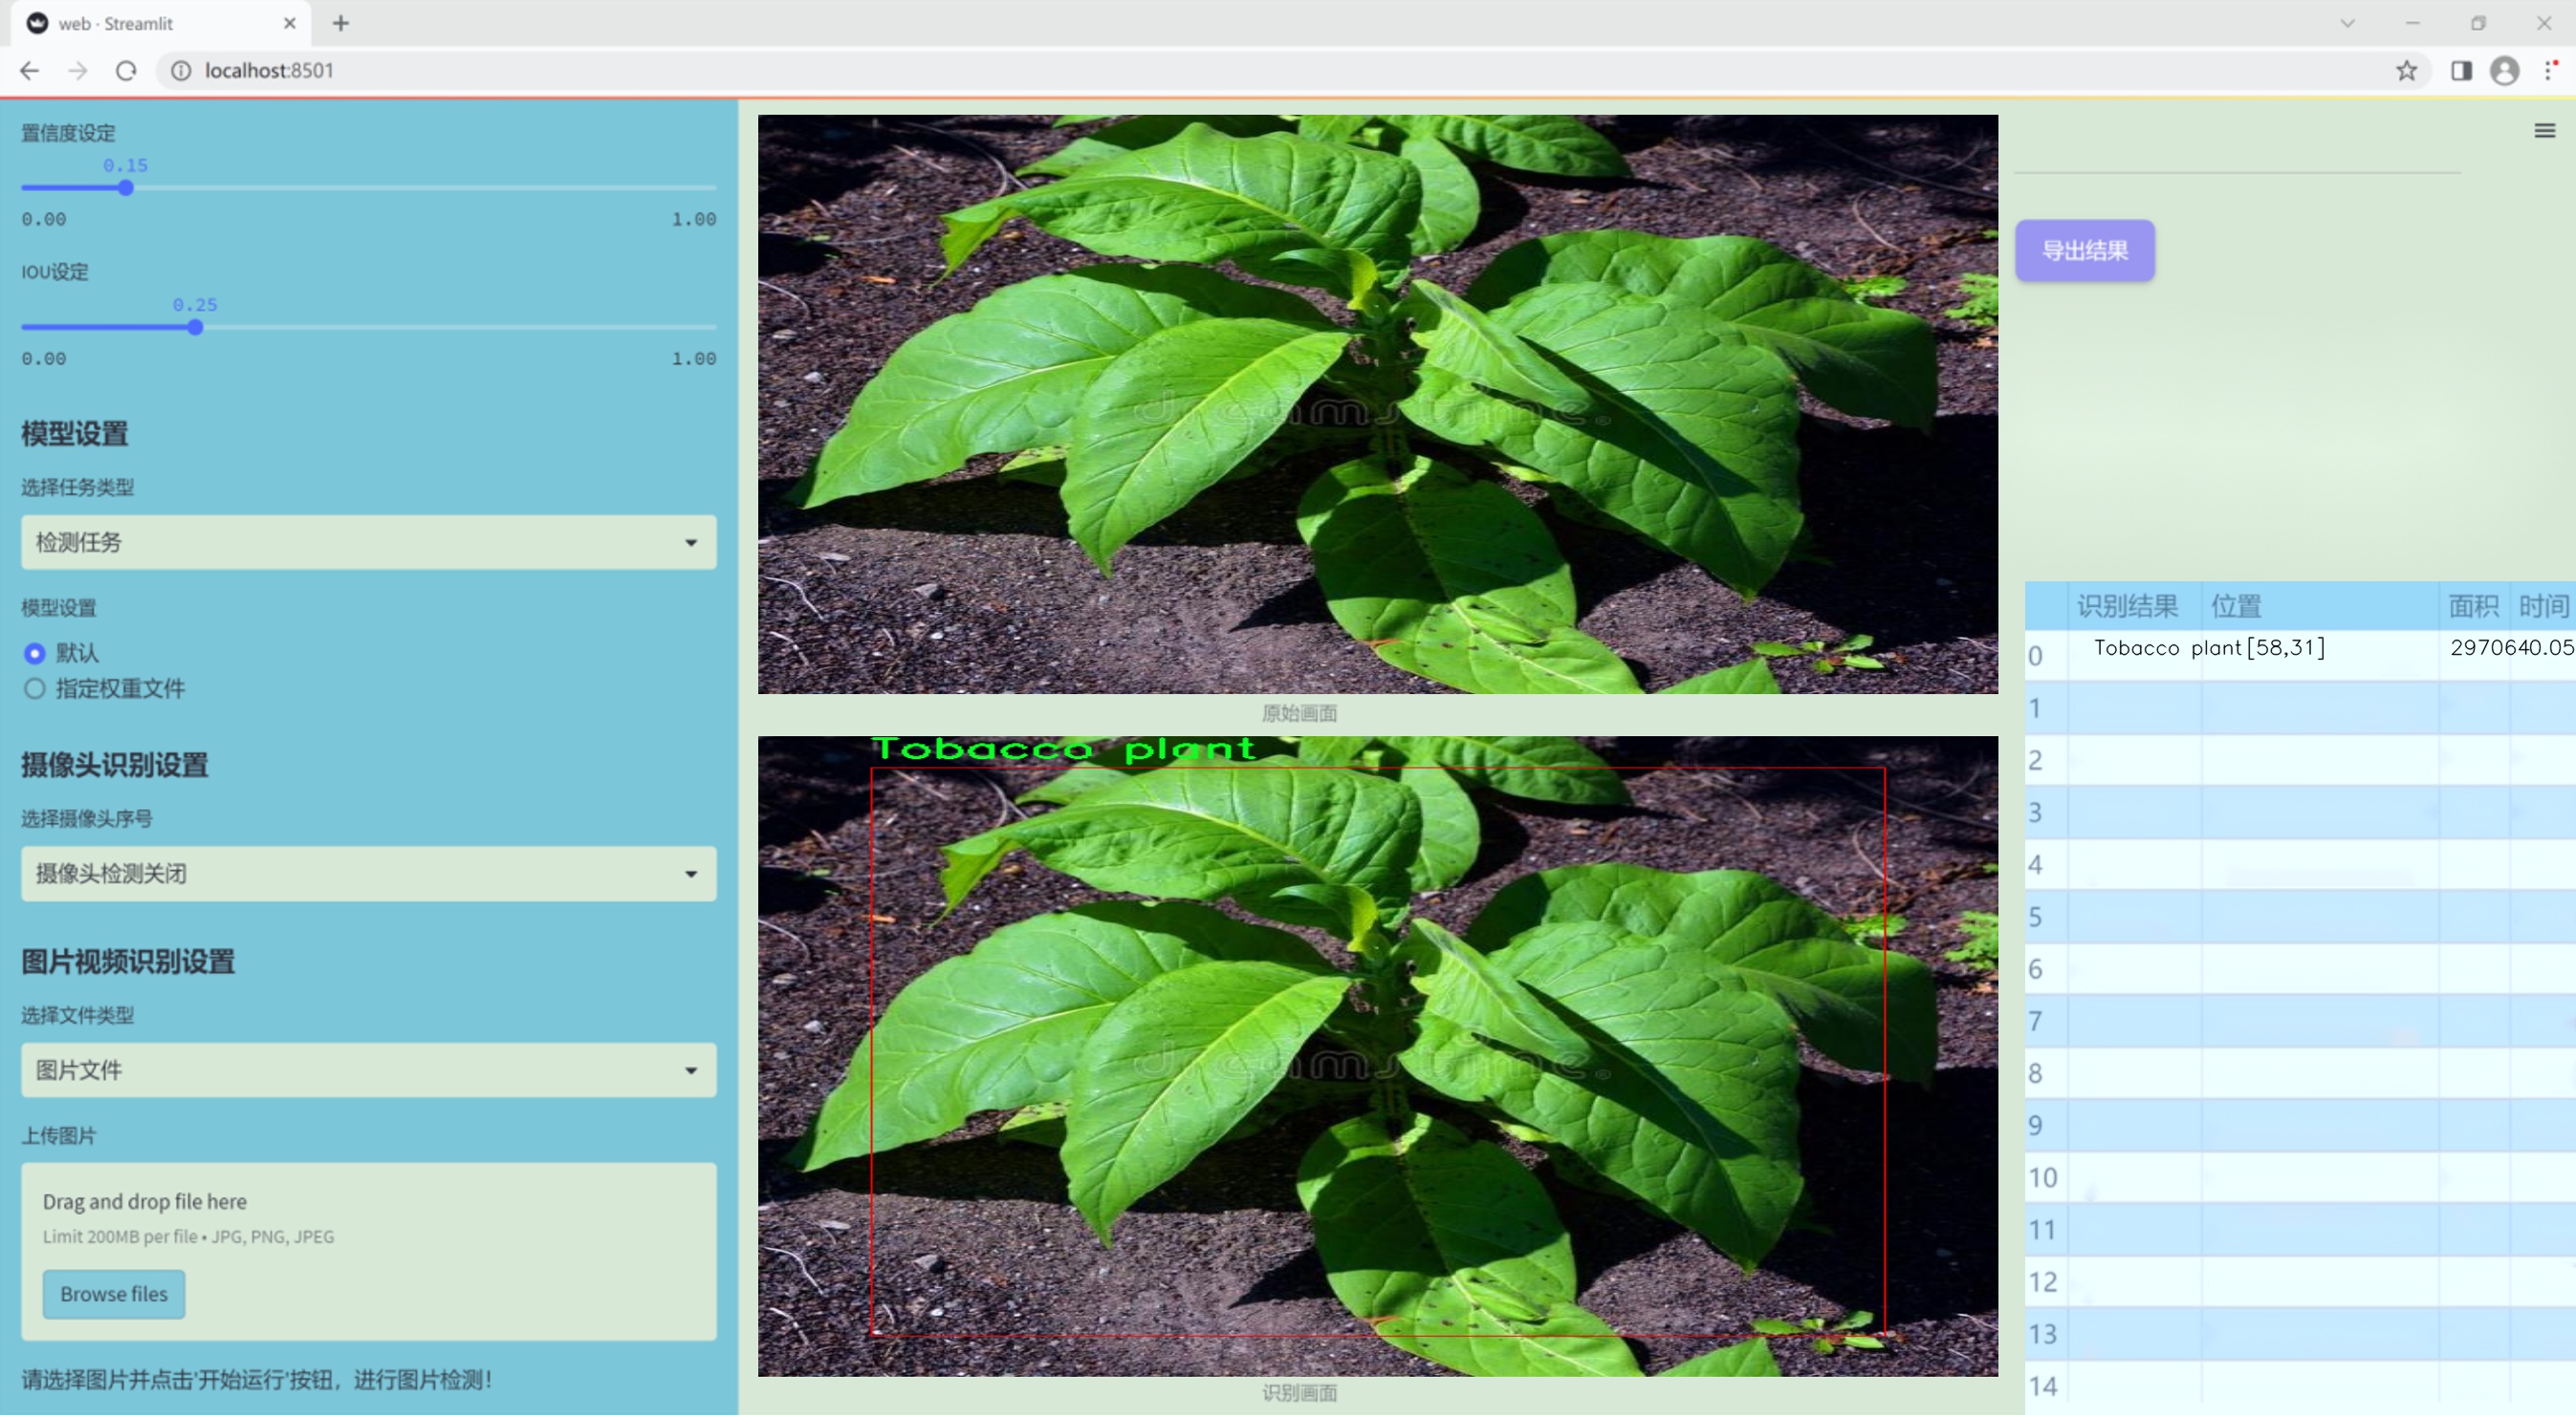 web · Streamlit
localhost:8501
置信度设定
0.15
0.00 1.00
IOU设定
0.25
0.00 1.00
模型设置
选择任务类型
检测任务
模型设置
默认
指定权重文件
摄像头识别设置
选择摄像头序号
摄像头检测关闭
图片视频识别设置
选择文件类型
图片文件
上传图片
Drag and drop file here
Limit 200MB per file • JPG, PNG, JPEG
Browse files
请选择图片并点击'开始运行'按钮，进行图片检测！
dreamstime.
原始画面
Tobacco plant
dreamstime.
识别画面
导出结果
识别结果 位置 面积 时间
0 Tobacco plant[58,31] 2970640.05
1
2
3
4
5
6
7
8
9
10
11
12
13
14